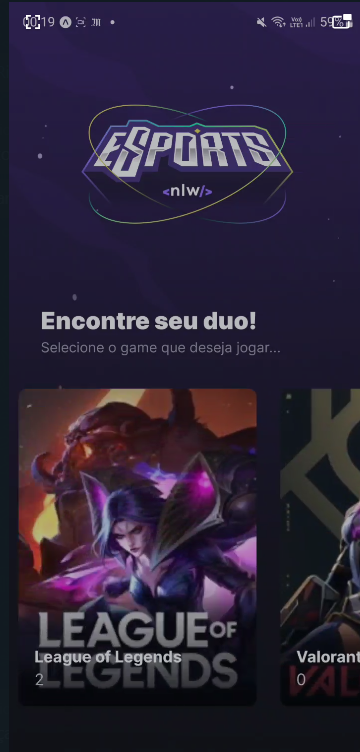 19
59%
ESPORTS
<nlw/>
Encontre seu duo!
Selecione o game que deseja jogar...
LEAGUE OF
LEGENDS
League of Legends
2
Valorant
0